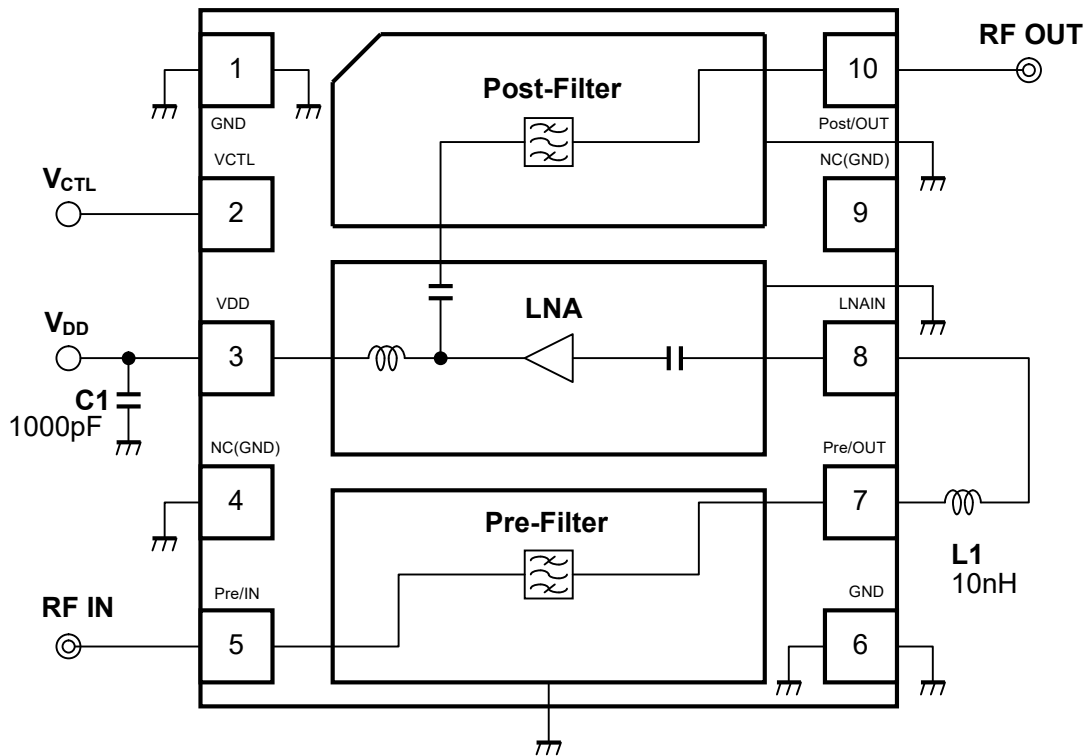 RF OUT
1
GND
Post-Filter
10
Post/OUT
VCTL
NC(GND)
VCTL
2
9
VDD
LNA
LNAIN
VDD
3
8
C1
1000pF
NC(GND)
Pre/OUT
4
7
Pre-Filter
L1
10nH
Pre/IN
GND
RF IN
5
6